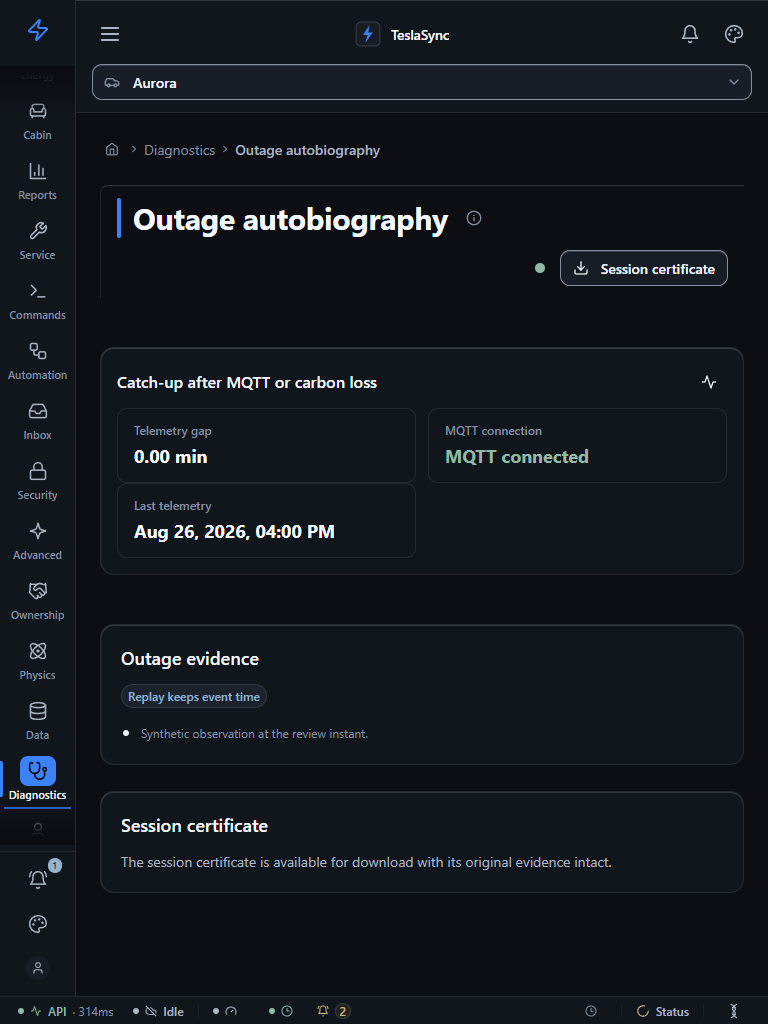 TeslaSync
Aurora
Energy
Cabin
Reports
Service
Commands
Automation
Inbox
Security
Advanced
Ownership
Physics
Data
Diagnostics
1
Diagnostics > Outage autobiography
Outage autobiography
Session certificate
Catch-up after MQTT or carbon loss
Telemetry gap
0.00 min
MQTT connection
MQTT connected
Last telemetry
Aug 26, 2026, 04:00 PM
Outage evidence
Replay keeps event time
Synthetic observation at the review instant.
Session certificate
The session certificate is available for download with its original evidence intact.
API · 314ms
Idle
2
Status